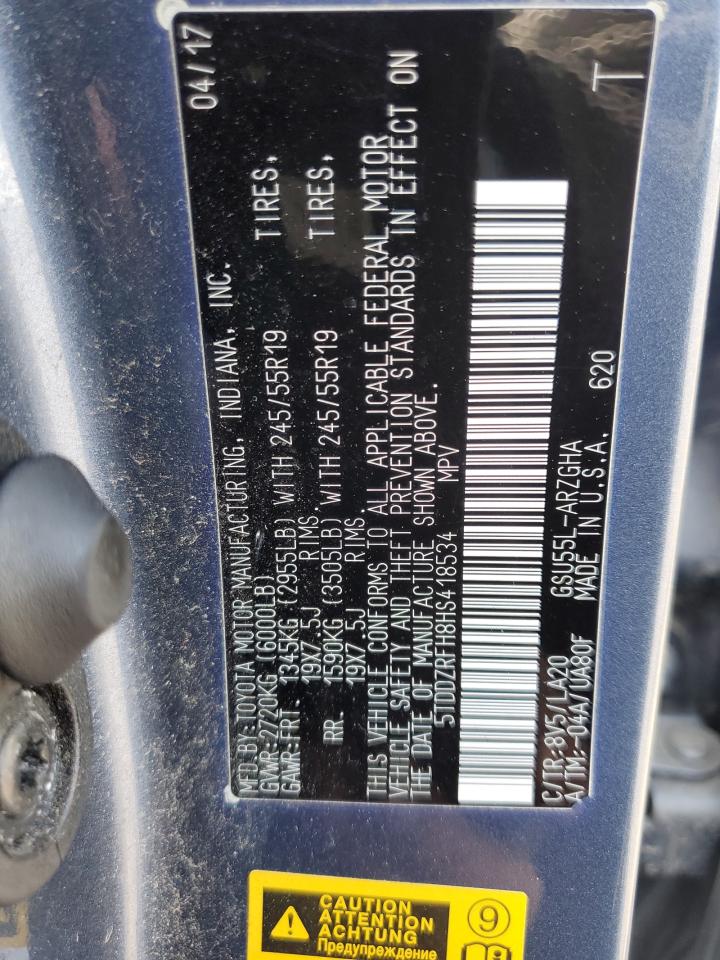 04/17
MFD.BY:TOYOTA MOTOR MANUFACTURING, INDIANA, INC.
GVWR:2720KG (6000LB)
GAWR:FRT. 1345KG (2955LB) WITH 245/55R19 TIRES,
19X7.5J RIMS.
RR. 1590KG (3505LB) WITH 245/55R19 TIRES,
19X7.5J RIMS.
THIS VEHICLE CONFORMS TO ALL APPLICABLE FEDERAL MOTOR
VEHICLE SAFETY AND THEFT PREVENTION STANDARDS IN EFFECT ON
THE DATE OF MANUFACTURE SHOWN ABOVE.
5TDDZRFH8HS418534 MPV
C/TR:8V5/LA20 GSU55L-ARZGHA
A/TM:-04A/UA80F MADE IN U.S.A. 620
T
CAUTION
ATTENTION
ACHTUNG
Предупреждение
9